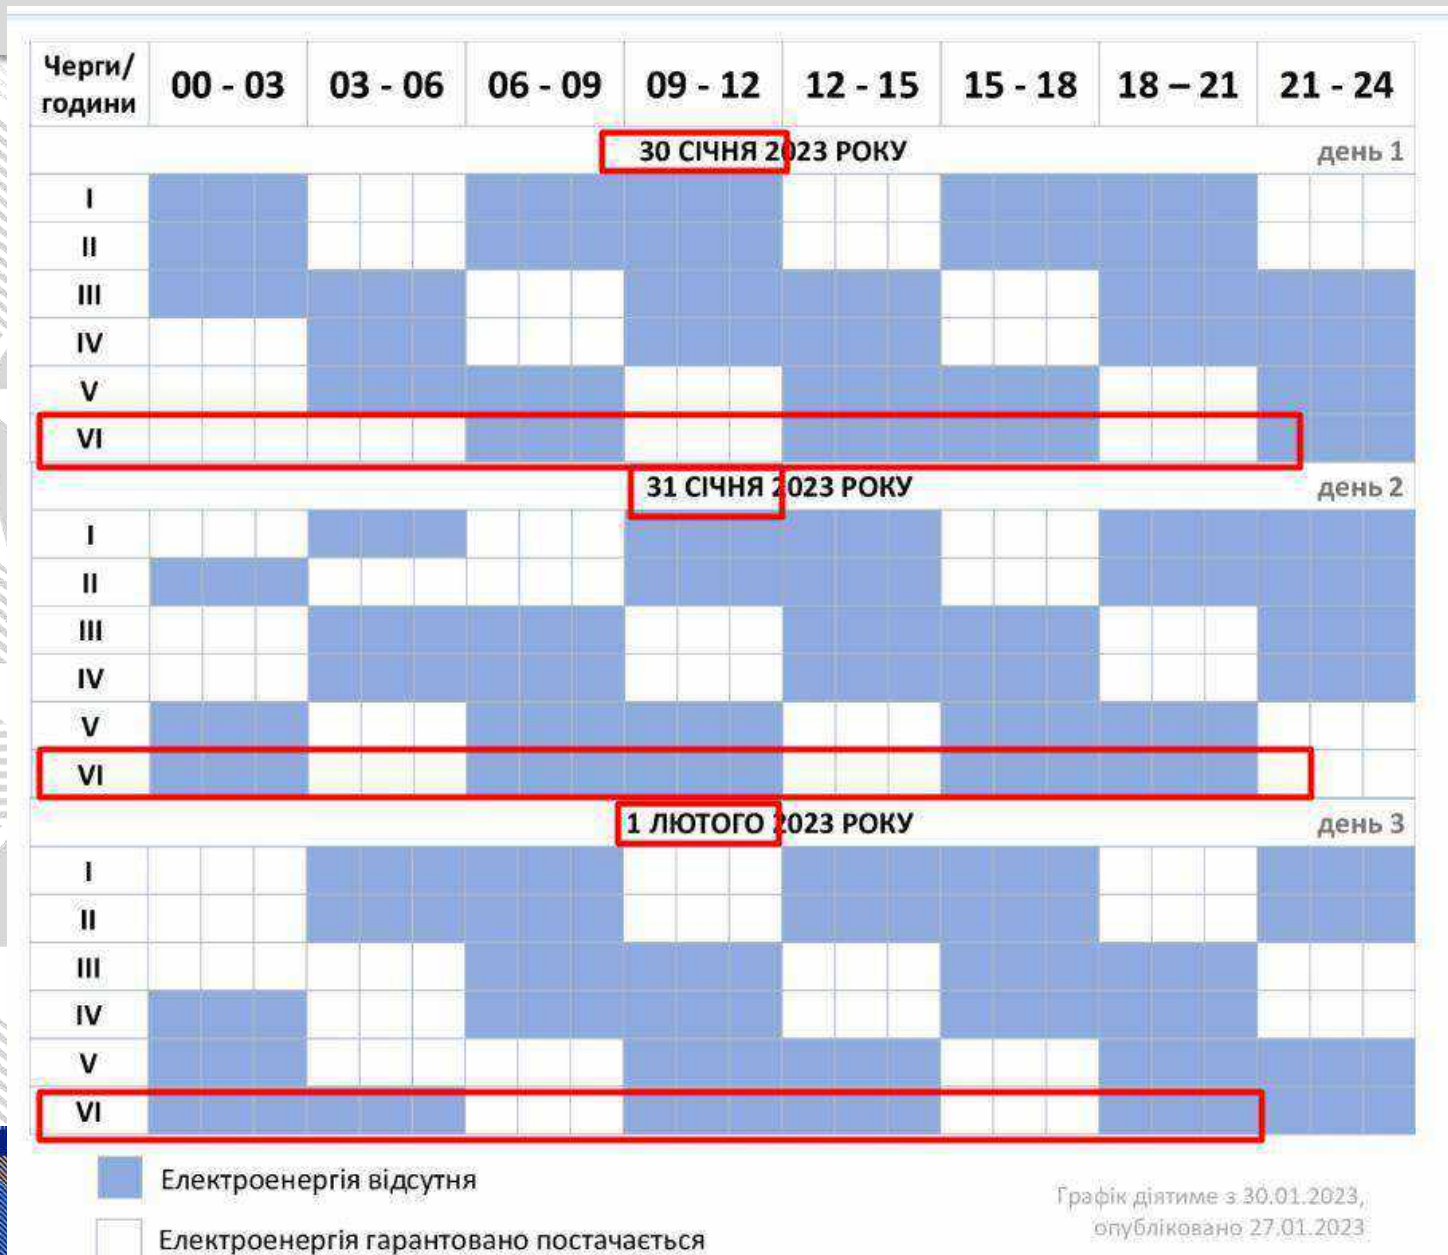 Черги/ години 00 - 03 03 - 06 06 - 09 09 - 12 12 - 15 15 - 18 18 – 21 21 - 24
30 СІЧНЯ 2023 РОКУ день 1
I
II
III
IV
V
VI
31 СІЧНЯ 2023 РОКУ день 2
I
II
III
IV
V
VI
1 ЛЮТОГО 2023 РОКУ день 3
I
II
III
IV
V
VI
Електроенергія відсутня
Електроенергія гарантовано постачається
Графік діятиме з 30.01.2023,
опубліковано 27.01.2023